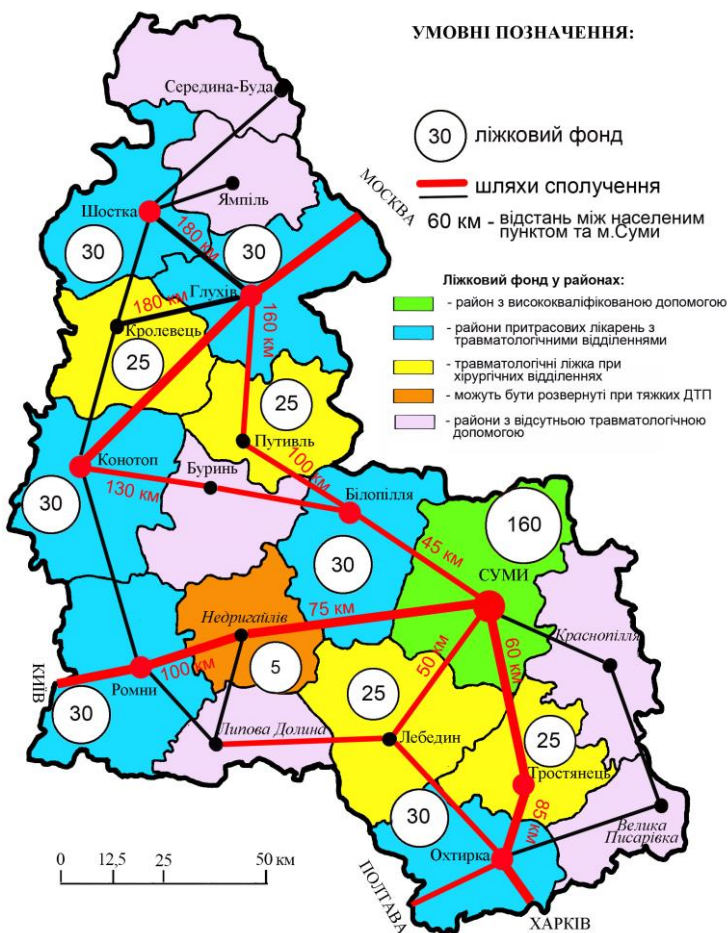 УМОВНІ ПОЗНАЧЕННЯ:
30 ліжковий фонд
шляхи сполучення
60 км - відстань між населеним
пунктом та м.Суми
Ліжковий фонд у районах:
- район з висококваліфікованою допомогою
- райони притрасових лікарень з
травматологічними відділеннями
- травматологічні ліжка при
хірургічних відділеннях
- можуть бути розвернуті при тяжких ДТП
- райони з відсутньою травматологічною
допомогою
Середина-Буда
Ямпіль
МОСКВА
Шостка
180 км
30
30
Глухів
180 км
160 км
Кролевець
25
25
Путивль
Конотоп
Буринь
100 км
130 км
Білопілля
30
160
30
45 км
СУМИ
Недригайлів
75 км
Краснопілля
60 км
50 км
КИЇВ
100 км
Ромни
5
30
25
Липова Долина
Лебедин
25
Тростянець
30
85 км
Велика
Писарівка
Охтирка
ПОЛТАВА
ХАРКІВ
0 12,5 25 50 км